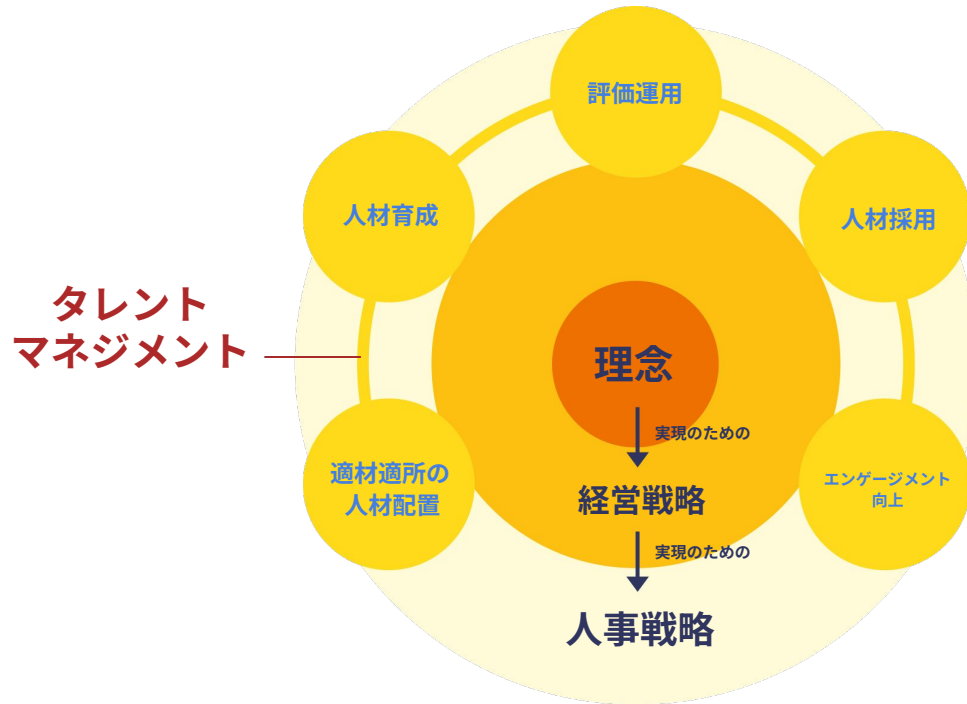 評価運用
人材育成
人材採用
タレント
マネジメント
理念
実現のための
適材適所の
人材配置
経営戦略
エンゲージメント
向上
実現のための
人事戦略